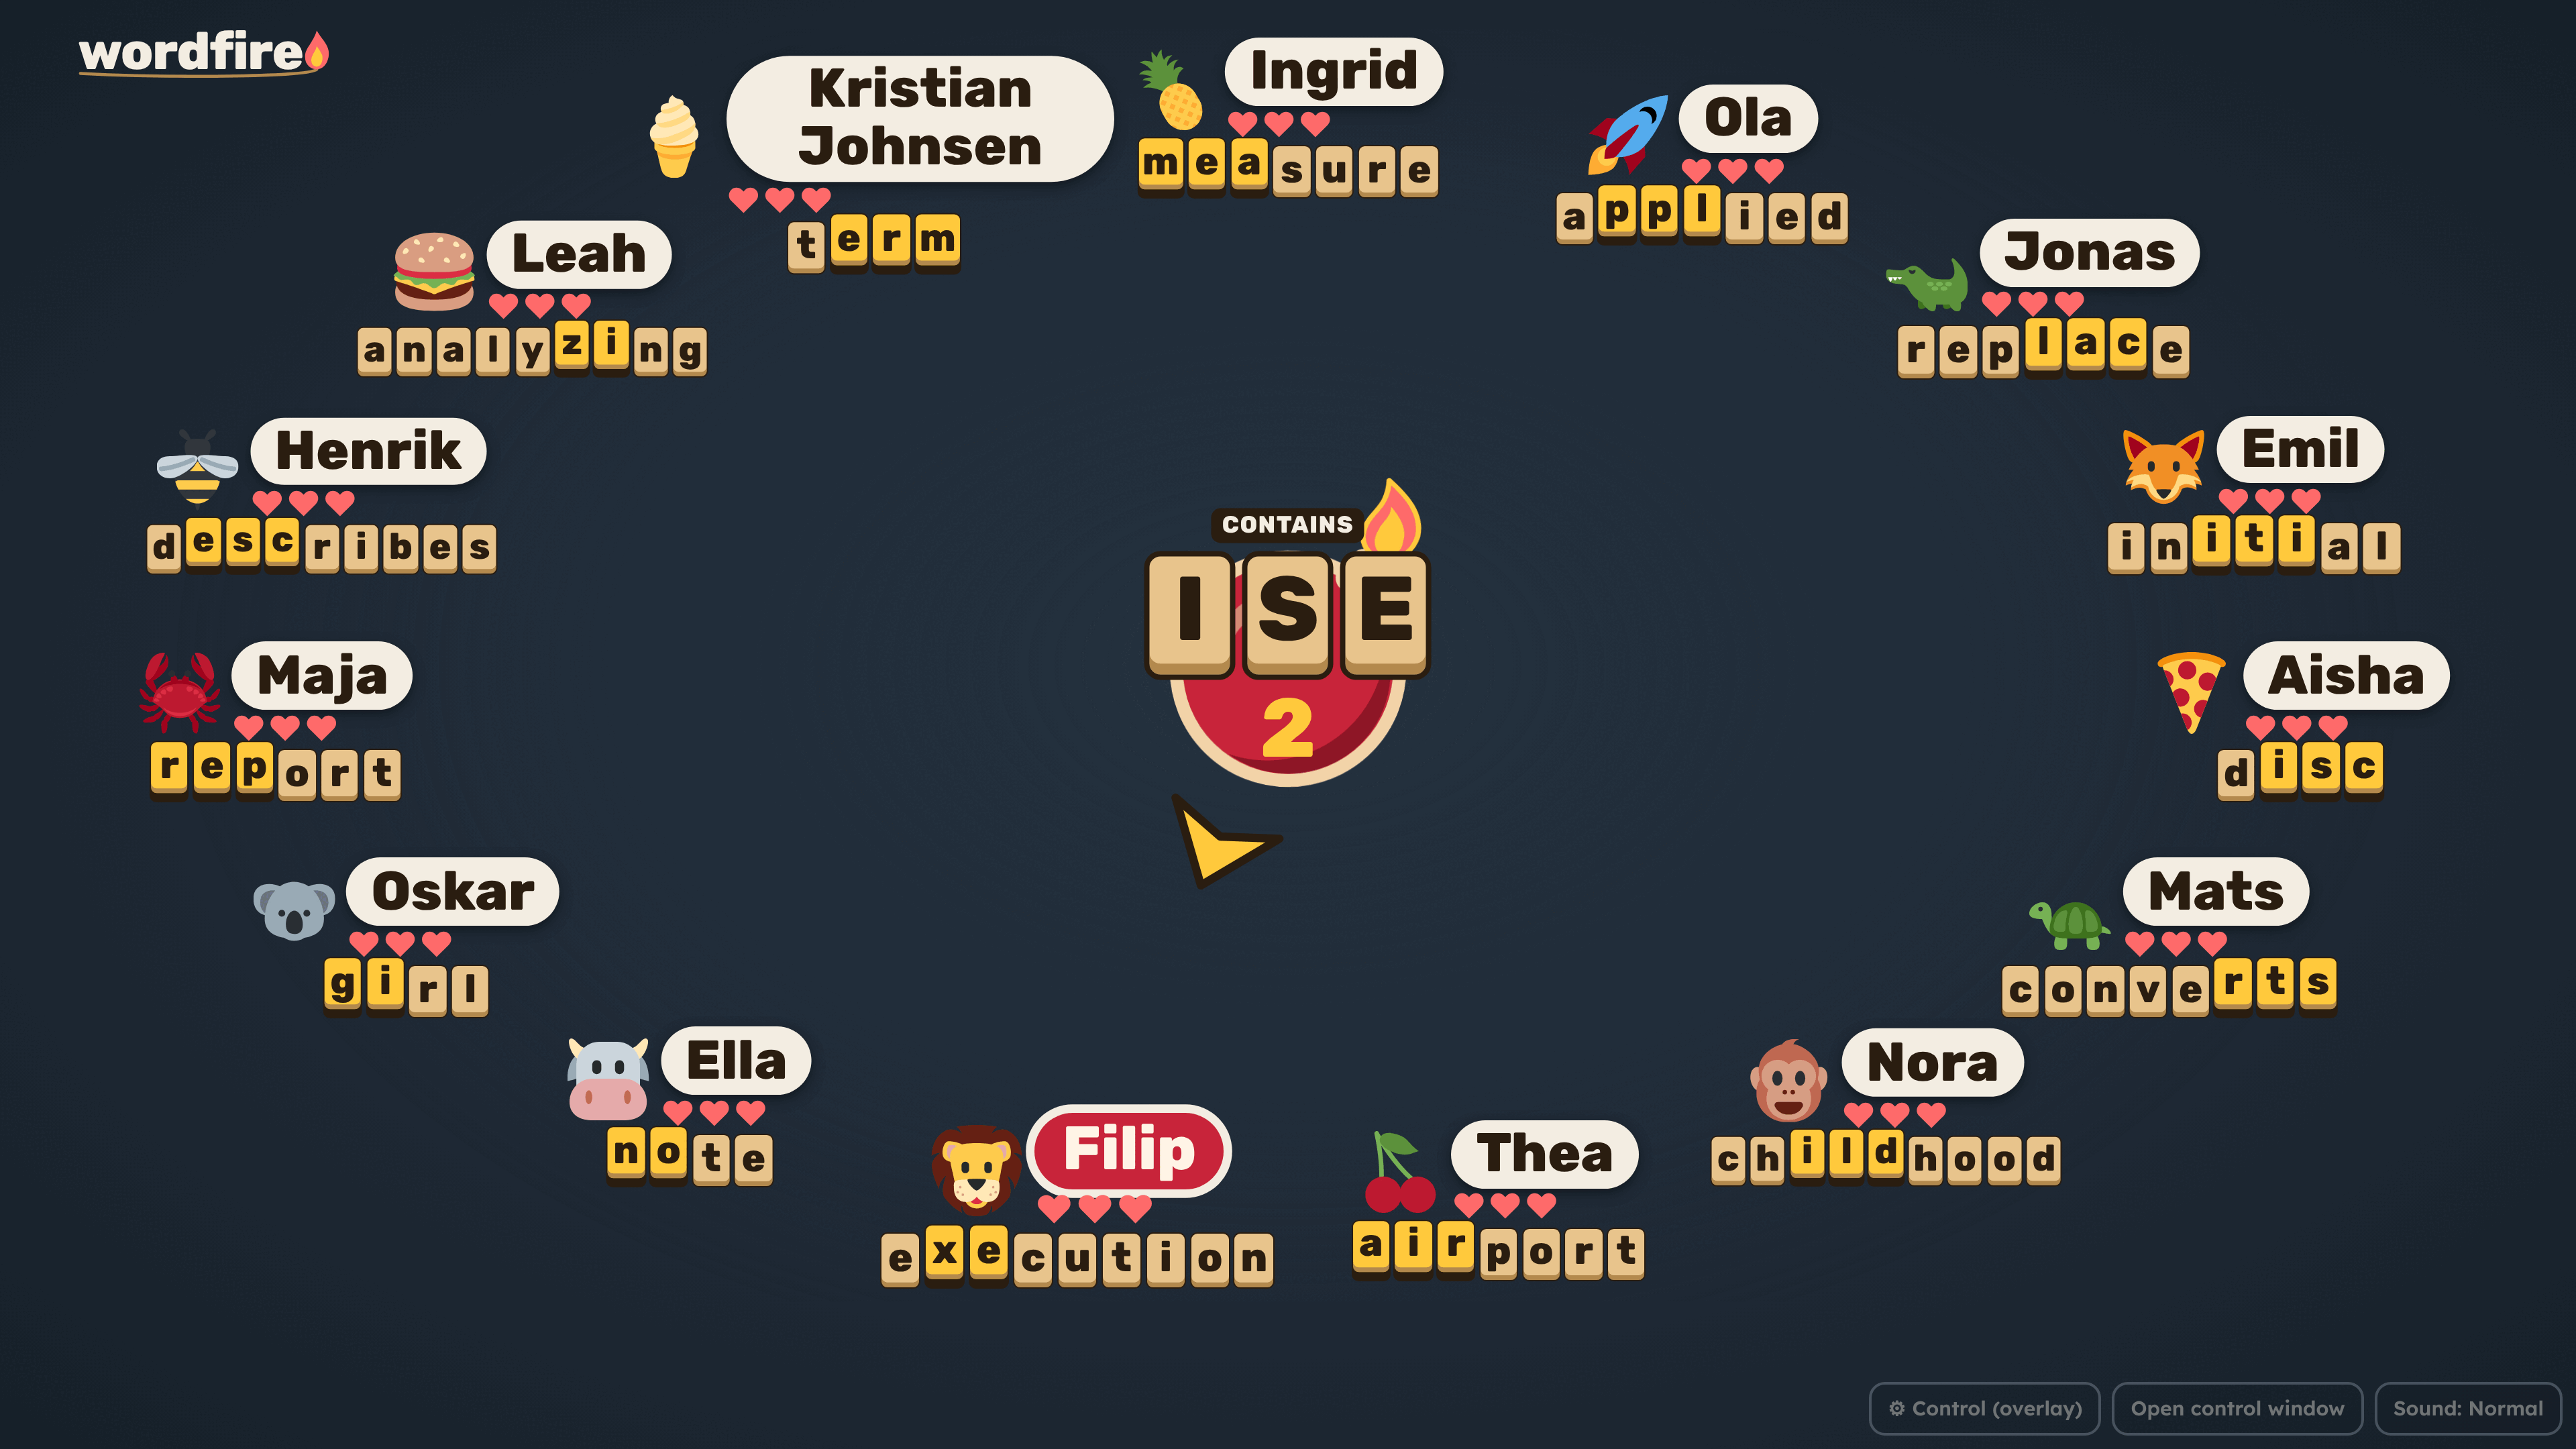 wordfire
Kristian
Johnsen
term
Ingrid
measure
Ola
applied
Leah
analyzing
Jonas
replace
Henrik
describes
Emil
initial
CONTAINS
ISE
2
Maja
report
Aisha
disc
Oskar
girl
Mats
converts
Ella
note
Nora
childhood
Filip
execution
Thea
airport
⚙ Control (overlay)
Open control window
Sound: Normal